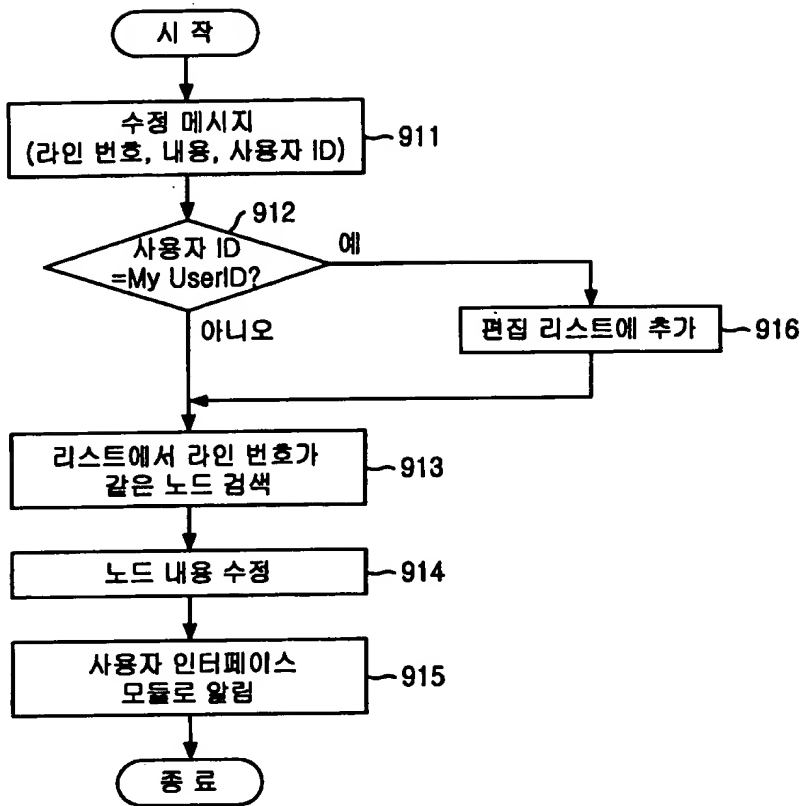 시 작
수정 메시지
(라인 번호, 내용, 사용자 ID)
911
912
사용자 ID
=My UserID?
예
아니오
편집 리스트에 추가
916
리스트에서 라인 번호가
같은 노드 검색
913
노드 내용 수정
914
사용자 인터페이스
모듈로 알림
915
종 료